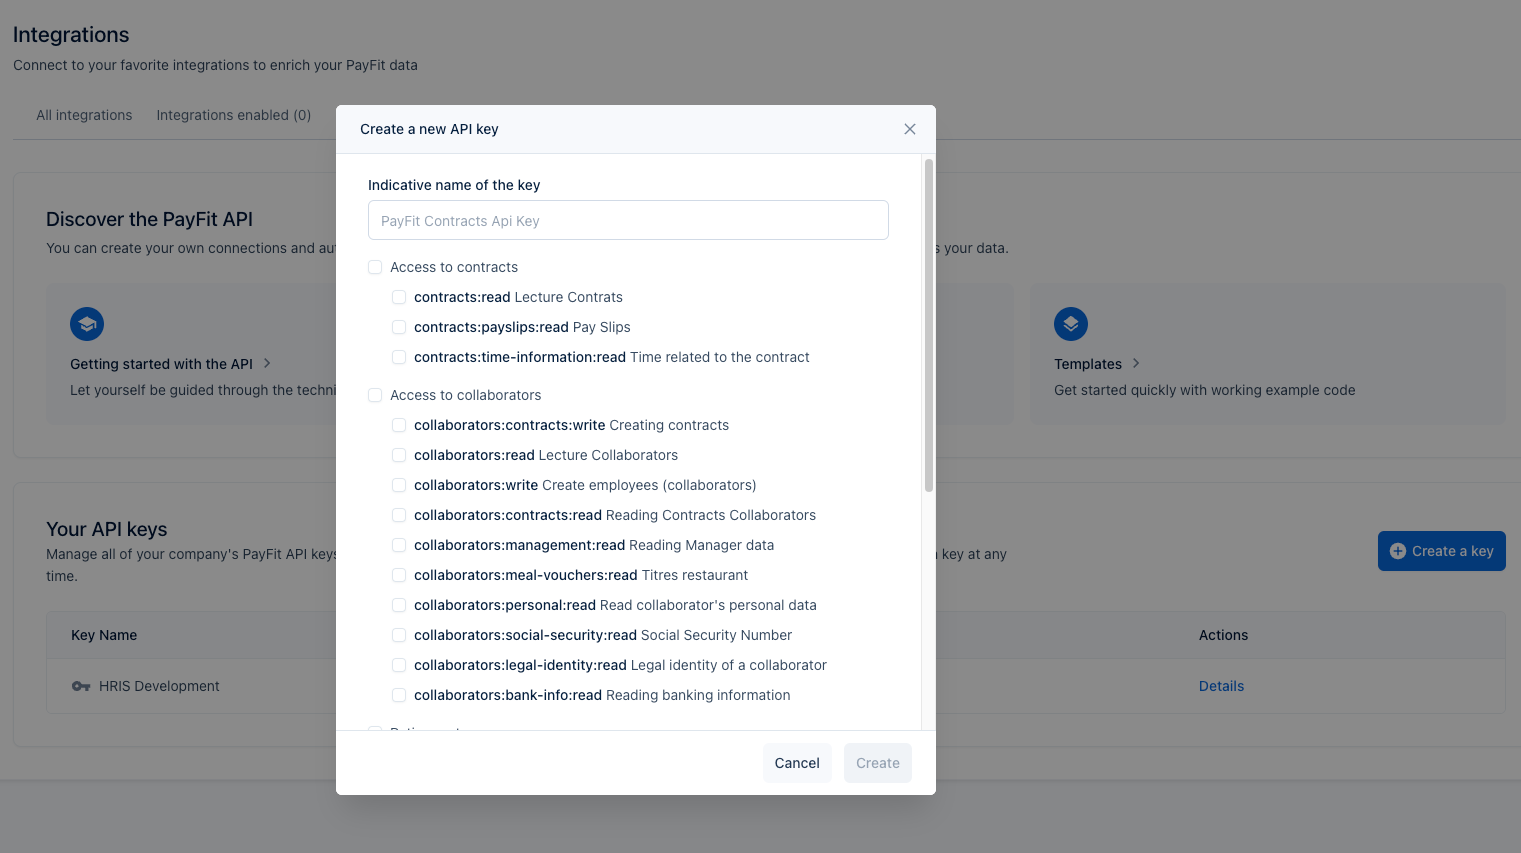 Integrations
Connect to your favorite integrations to enrich your PayFit data
All integrations
Integrations enabled (0)
Create a new API key
Indicative name of the key
PayFit Contracts Api Key
Access to contracts
contracts:read Lecture Contrats
contracts:payslips:read Pay Slips
contracts:time-information:read Time related to the contract
Access to collaborators
collaborators:contracts:write Creating contracts
collaborators:read Lecture Collaborators
collaborators:write Create employees (collaborators)
collaborators:contracts:read Reading Contracts Collaborators
collaborators:management:read Reading Manager data
collaborators:meal-vouchers:read Titres restaurant
collaborators:personal:read Read collaborator's personal data
collaborators:social-security:read Social Security Number
collaborators:legal-identity:read Legal identity of a collaborator
collaborators:bank-info:read Reading banking information
Cancel
Create
Discover the PayFit API
You can create your own connections and
your data.
Getting started with the API
Let yourself be guided through the
Templates
Get started quickly with working example code
Your API keys
Manage all of your company's PayFit API keys
key at any
time.
Create a key
Key Name
Actions
HRIS Development
Details